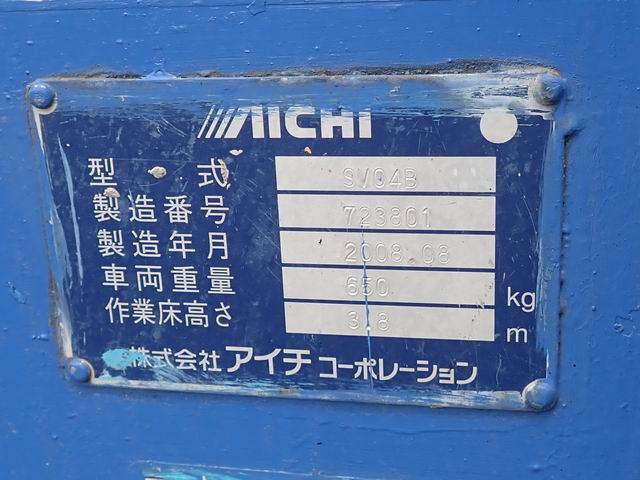 AICHI
型式 SV04B
製造番号 723801
製造年月 2008.08
車両重量 650 kg
作業床高さ 3.8 m
株式会社 アイチ コーポレーション